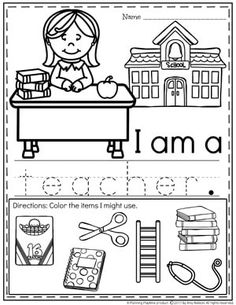 Name
SCHOOL
I am a
teacher.
Directions: Color the items I might use.
16